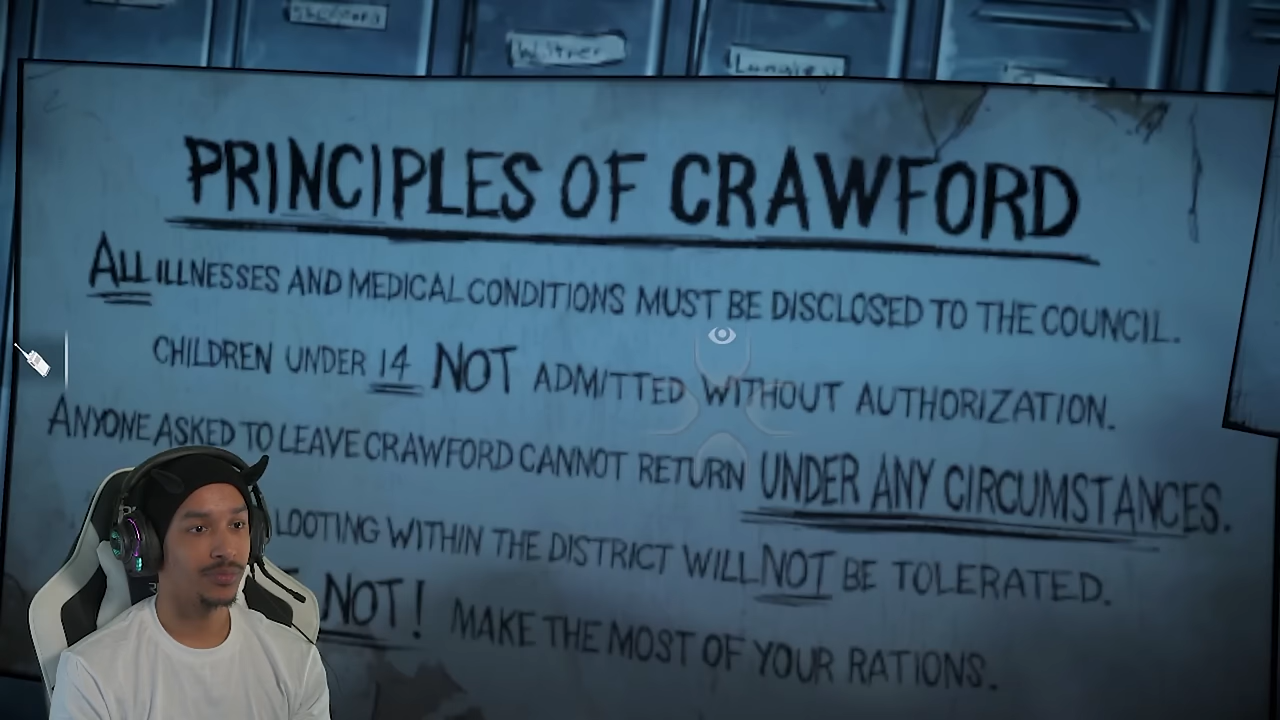 Wiltner
PRINCIPLES OF CRAWFORD
ALL ILLNESSES AND MEDICAL CONDITIONS MUST BE DISCLOSED TO THE COUNCIL.
CHILDREN UNDER 14 NOT ADMITTED WITHOUT AUTHORIZATION.
ANYONE ASKED TO LEAVE CRAWFORD CANNOT RETURN UNDER ANY CIRCUMSTANCES.
LOOTING WITHIN THE DISTRICT WILL NOT BE TOLERATED.
NOT! MAKE THE MOST OF YOUR RATIONS.